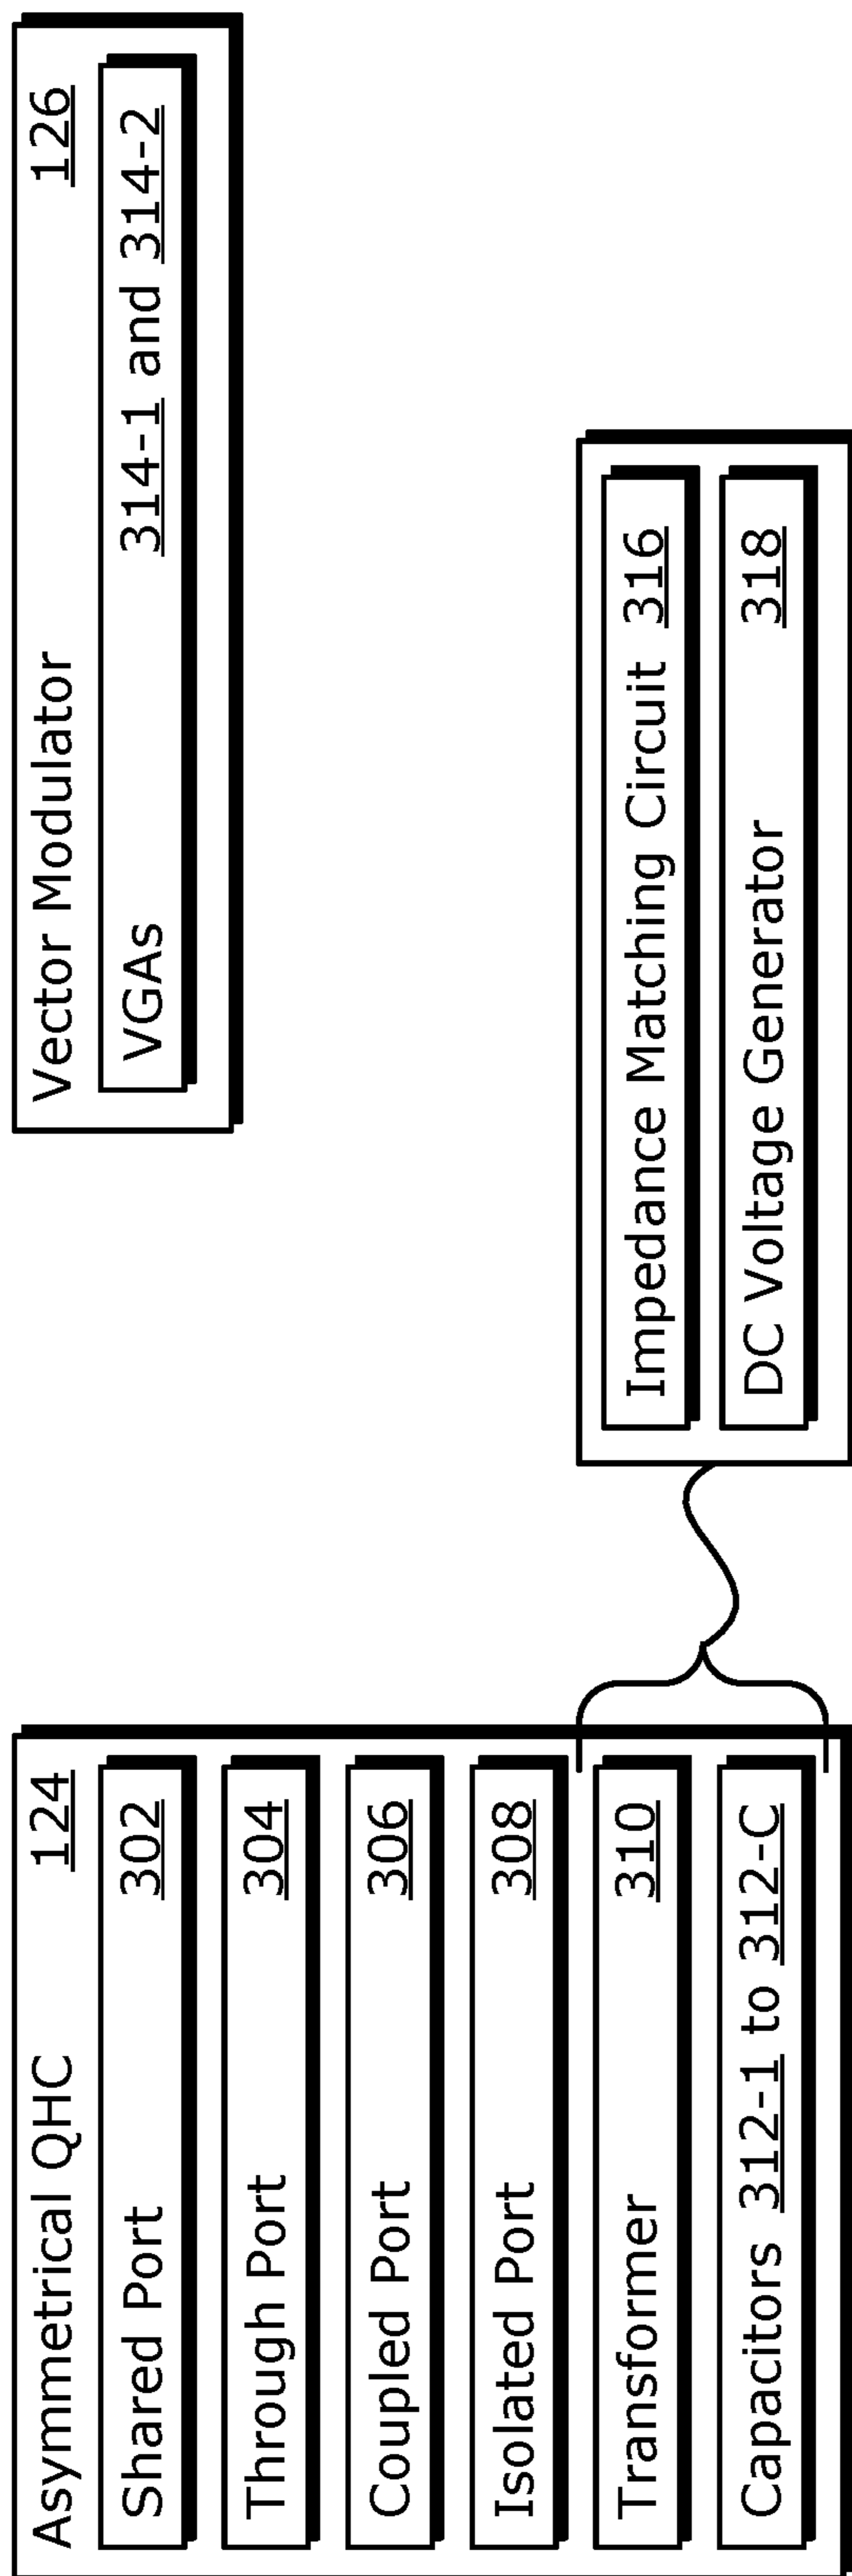 Asymmetrical QHC 124
Shared Port 302
Through Port 304
Coupled Port 306
Isolated Port 308
Transformer 310
Capacitors 312-1 to 312-C
Vector Modulator 126
VGAs 314-1 and 314-2
Impedance Matching Circuit 316
DC Voltage Generator 318